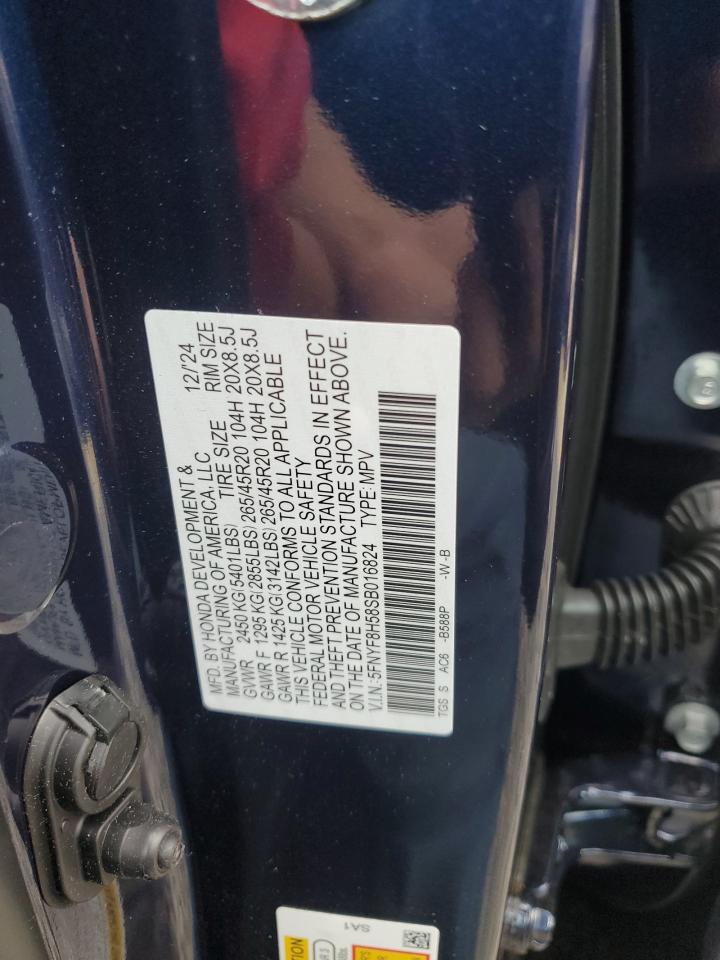 MFD. BY HONDA DEVELOPMENT & 12/'24
MANUFACTURING OF AMERICA, LLC
TIRE SIZE RIM SIZE
GVWR 2450 KG(5401LBS)
GAWR F 1295 KG(2855LBS) 265/45R20 104H 20X8.5J
GAWR R 1425 KG(3142LBS) 265/45R20 104H 20X8.5J
THIS VEHICLE CONFORMS TO ALL APPLICABLE
FEDERAL MOTOR VEHICLE SAFETY
AND THEFT PREVENTION STANDARDS IN EFFECT
ON THE DATE OF MANUFACTURE SHOWN ABOVE.
V.I.N.:5FNYF8H58SB016824 TYPE:MPV
TGS S AC6 -B588P -W-B
SA1